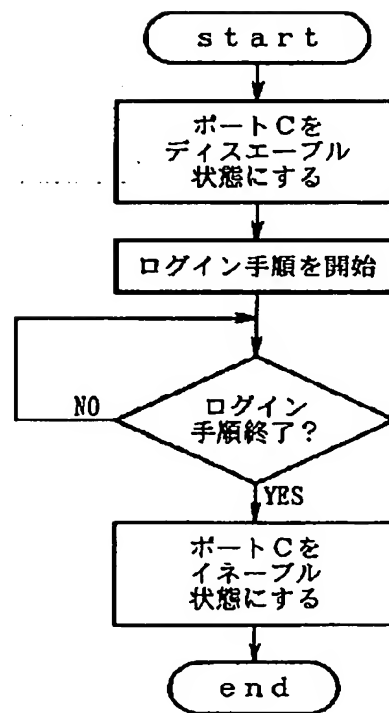 start
ポートCを
ディスエーブル
状態にする
ログイン手順を開始
NO
ログイン
手順終了？
YES
ポートCを
イネーブル
状態にする
end